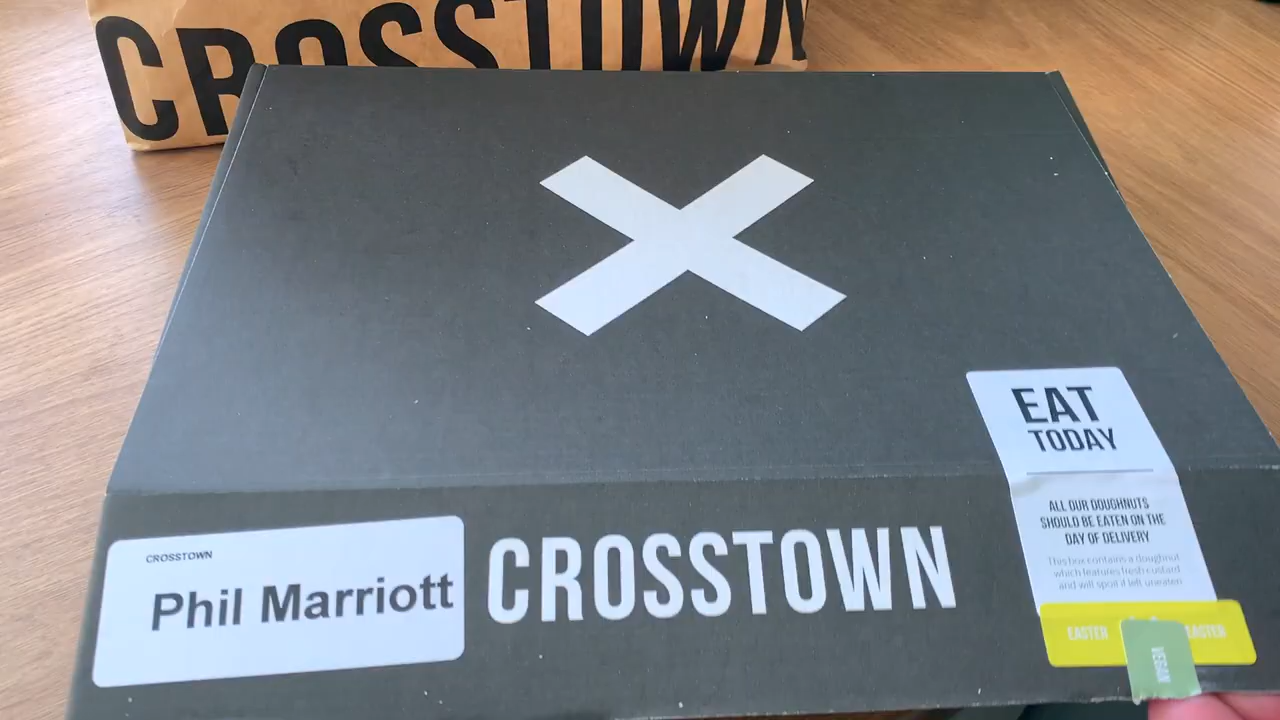 CROSSTOWN
EAT
TODAY
ALL OUR DOUGHNUTS
SHOULD BE EATEN ON THE
DAY OF DELIVERY
This box contains a doughnut
which features fresh custard
and will spoil if left uneaten
CROSSTOWN
Phil Marriott
CROSSTOWN
EASTER
EASTER
VEGAN